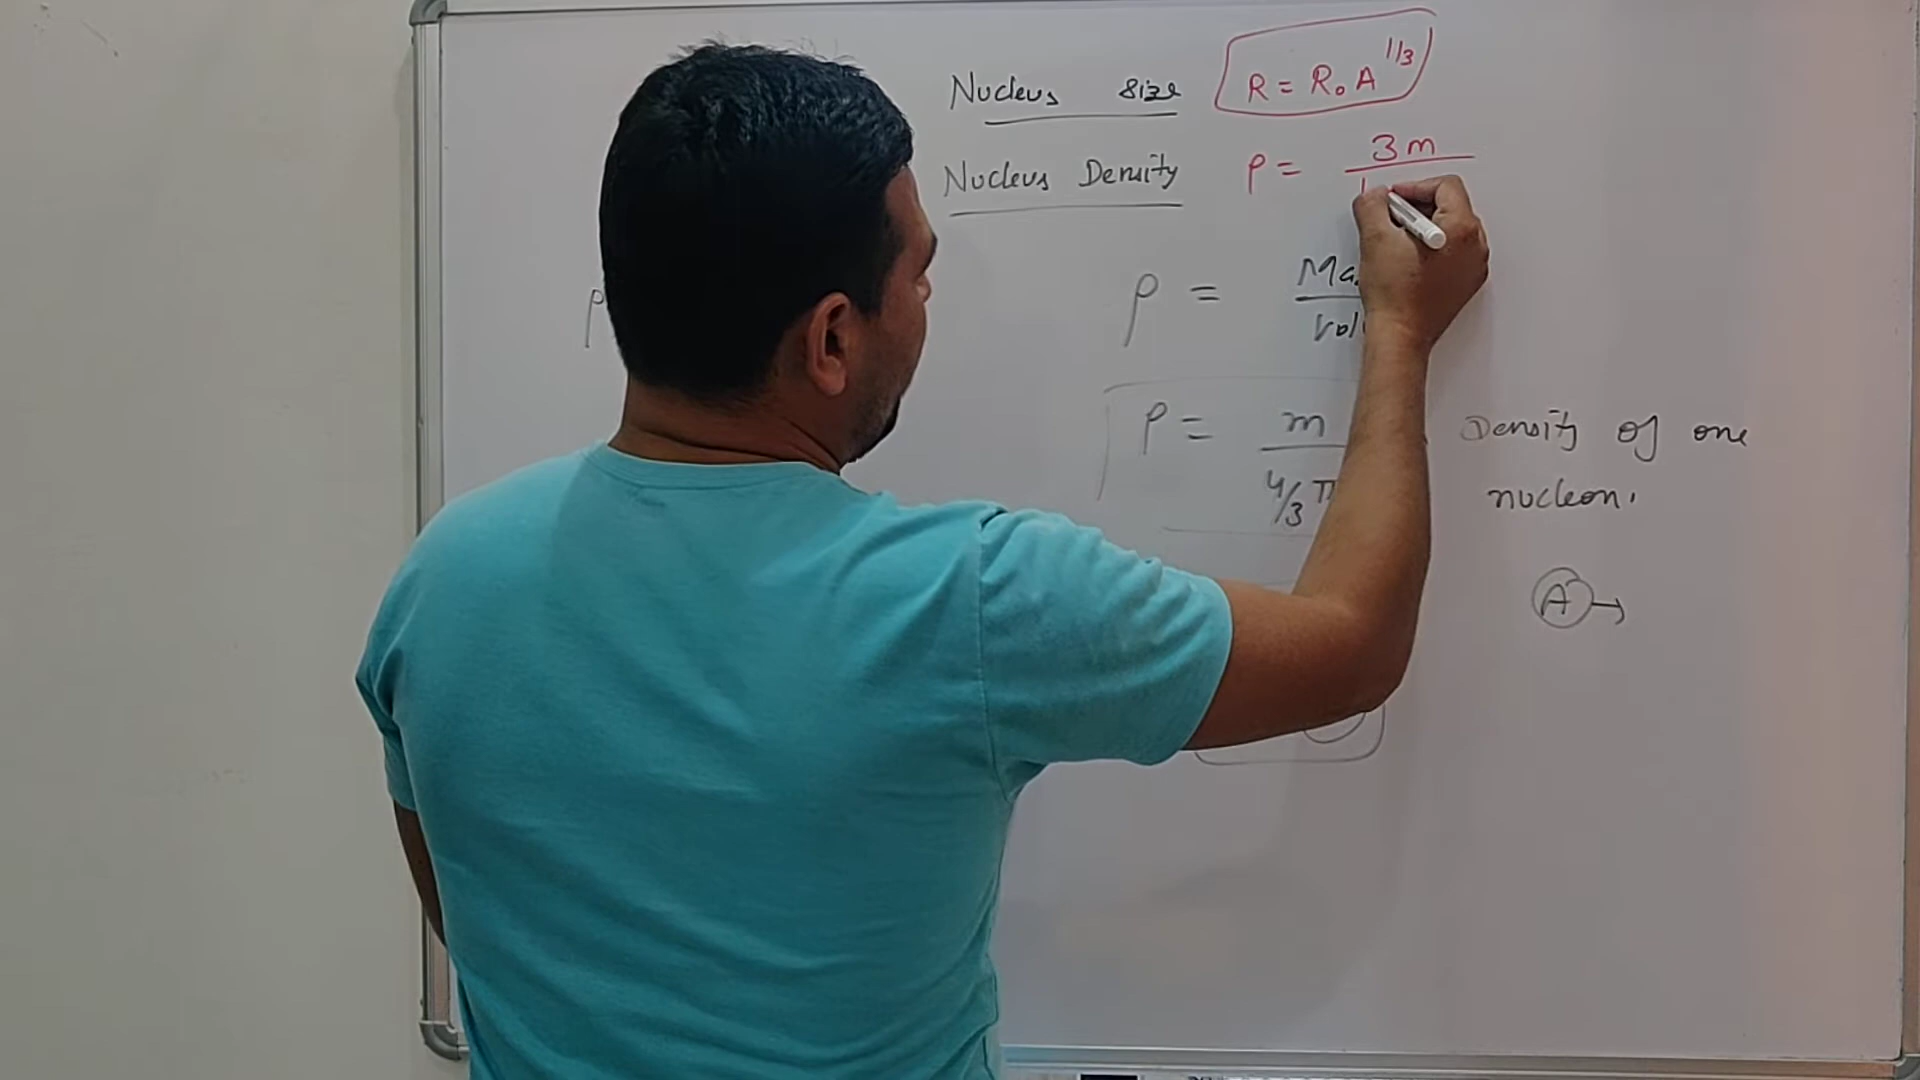 Nucleus Size R = R₀ A^1/3
Nucleus Density ρ = 3m
ρ
ρ =
ρ = m Density of one
4/3 π nucleon.
A →